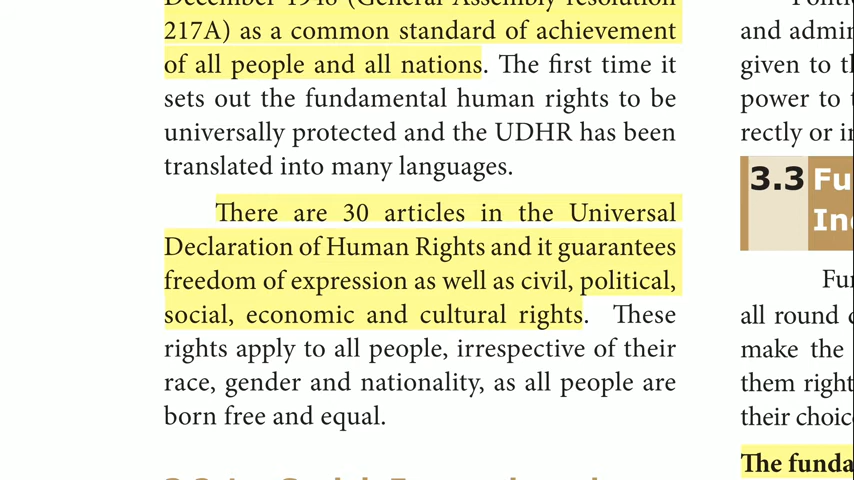 December 1948 (General Assembly resolution
217A) as a common standard of achievement
of all people and all nations. The first time it
sets out the fundamental human rights to be
universally protected and the UDHR has been
translated into many languages.
There are 30 articles in the Universal
Declaration of Human Rights and it guarantees
freedom of expression as well as civil, political,
social, economic and cultural rights. These
rights apply to all people, irrespective of their
race, gender and nationality, as all people are
born free and equal.
and admin
given to t
power to
rectly or in
3.3 Fu
In
Fu
all round
make the
them right
their choic
The funda